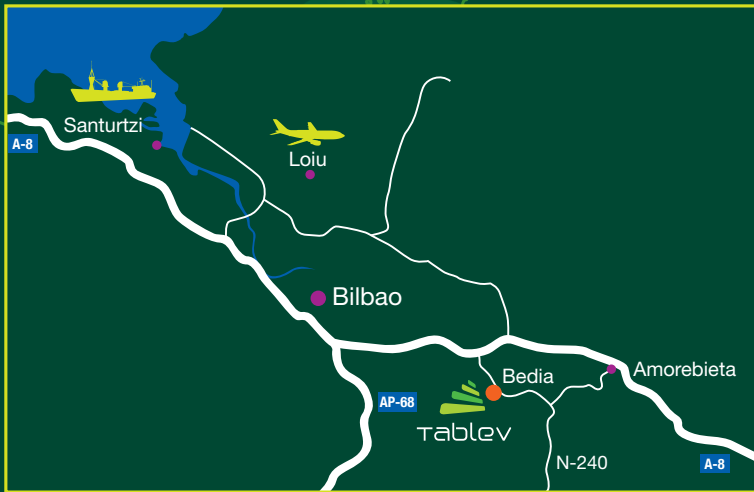 Santurtzi
A-8
Loiu
Bilbao
Bedia
Amorebieta
AP-68
Tablev
N-240
A-8